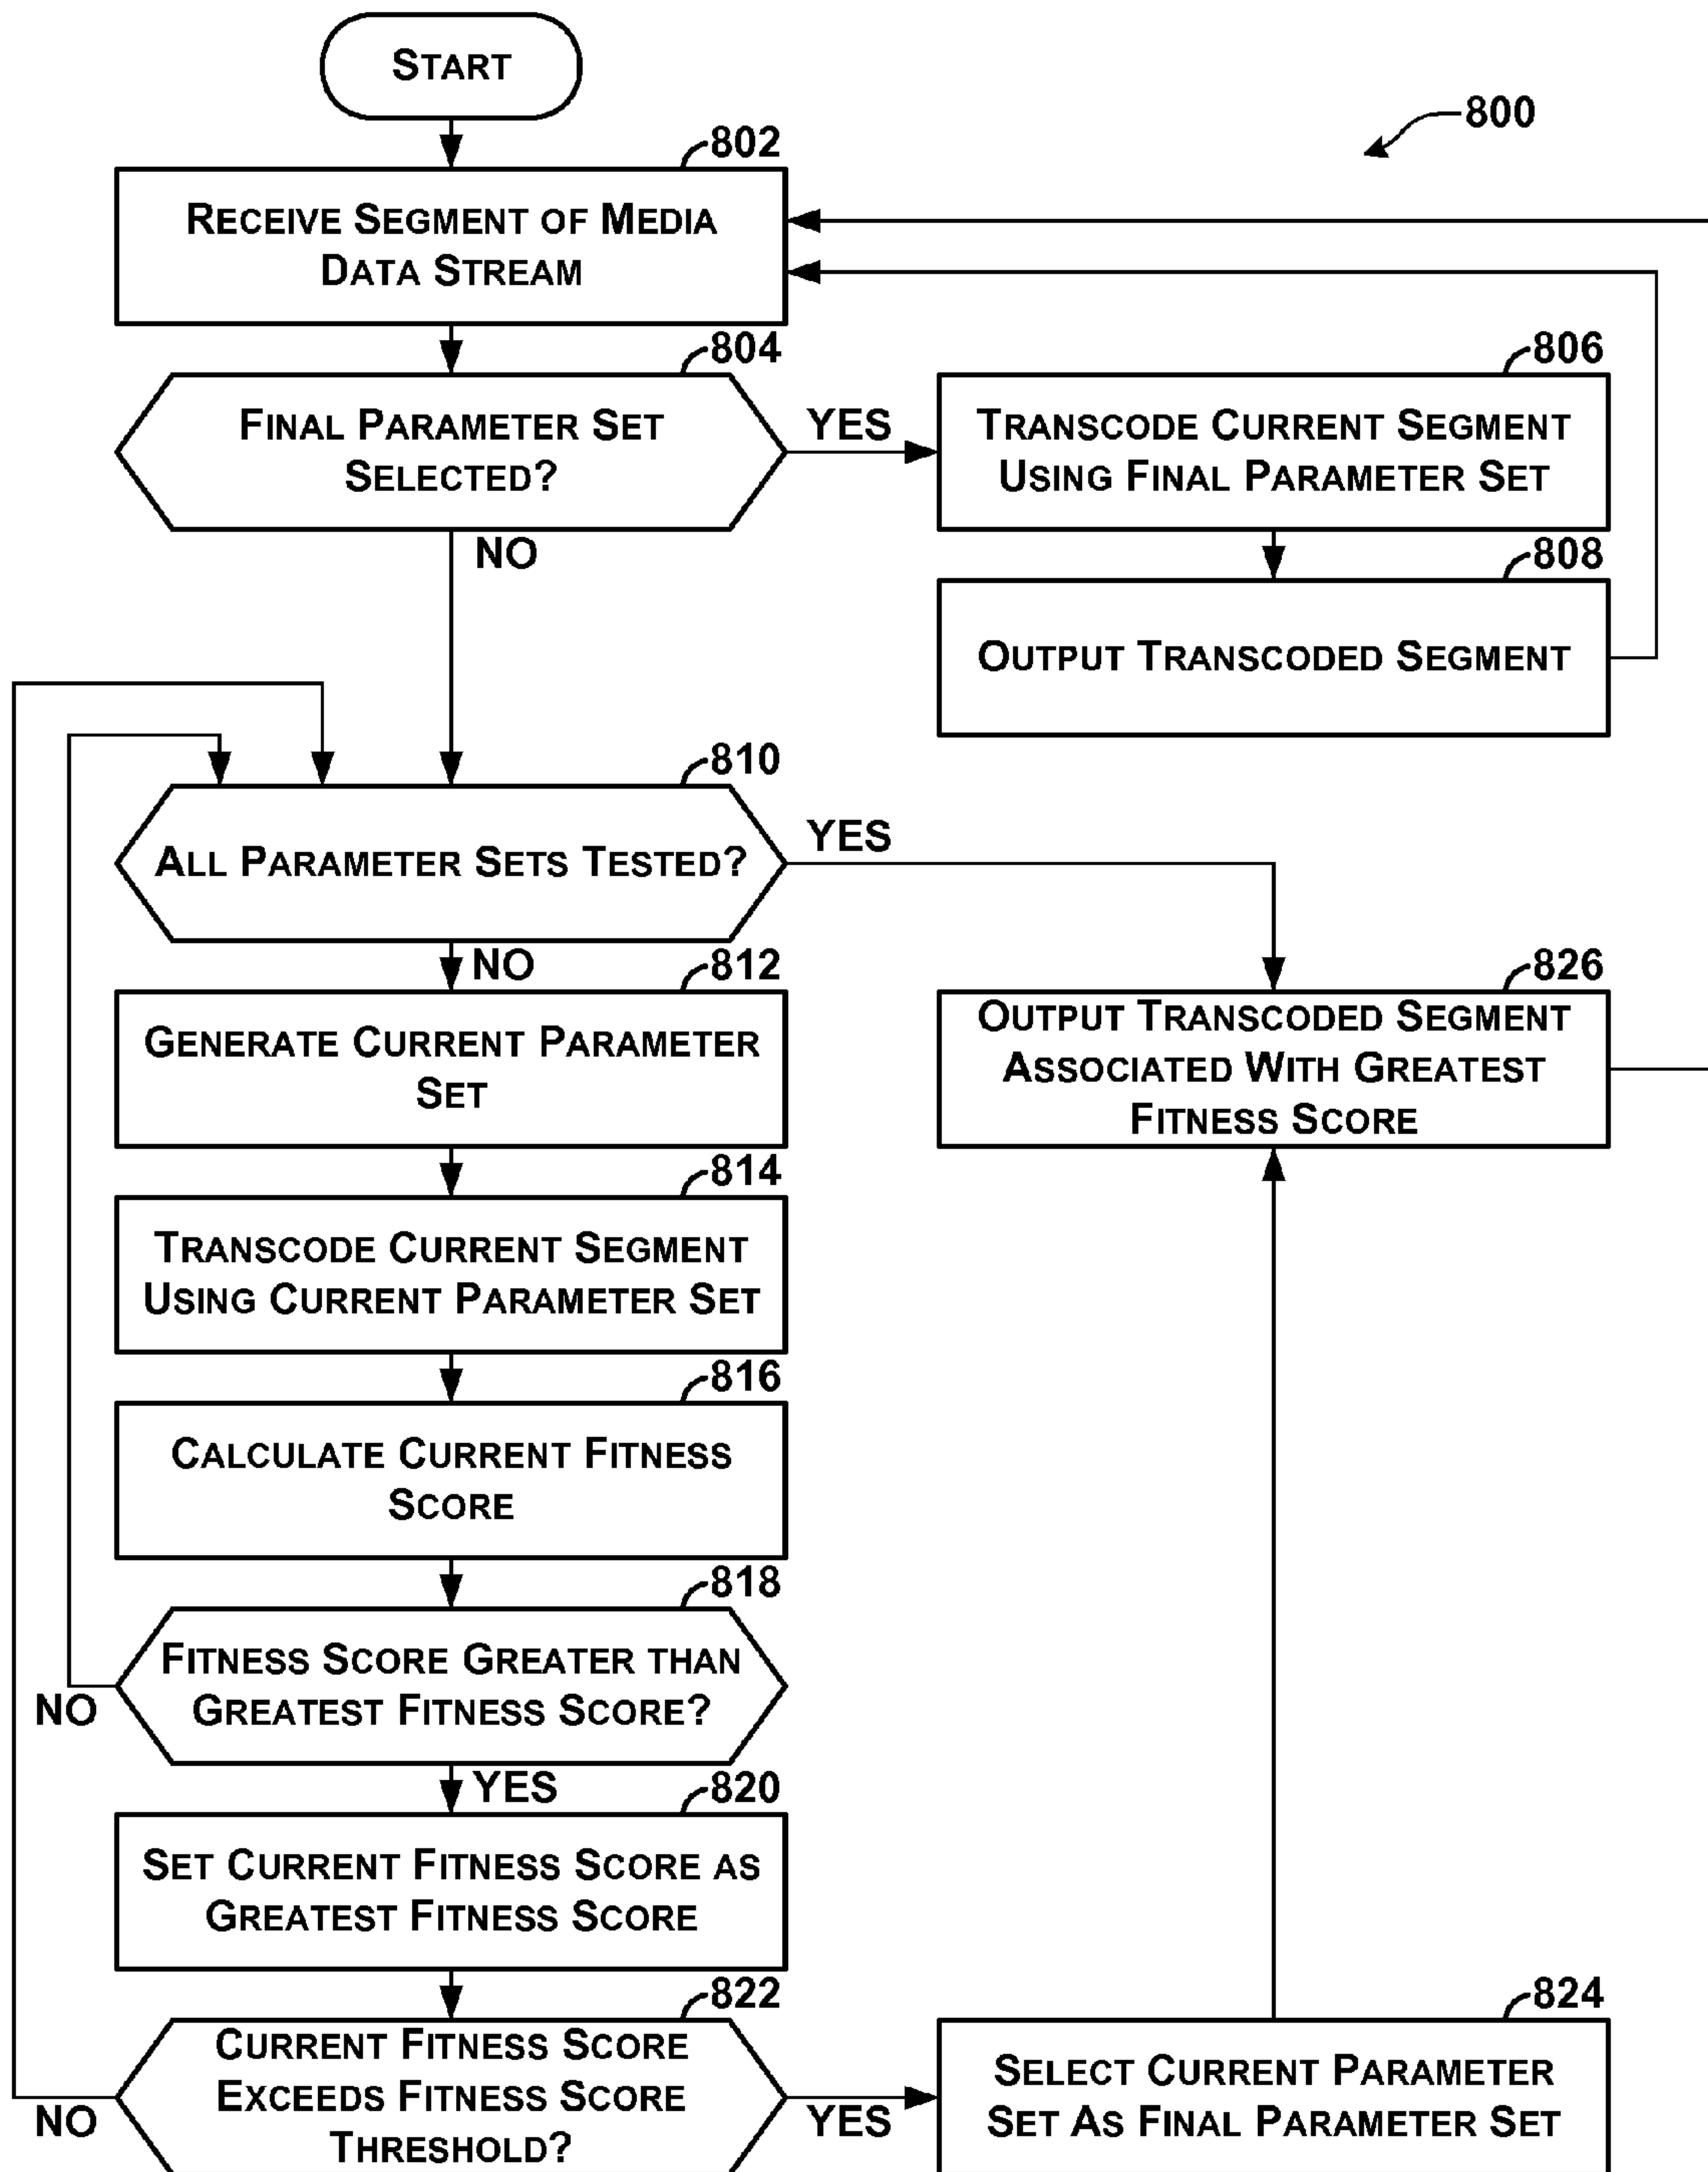 START
800
802
RECEIVE SEGMENT OF MEDIA
DATA STREAM
804
FINAL PARAMETER SET
SELECTED?
YES
NO
806
TRANSCODE CURRENT SEGMENT
USING FINAL PARAMETER SET
808
OUTPUT TRANSCODED SEGMENT
810
ALL PARAMETER SETS TESTED?
YES
NO
812
GENERATE CURRENT PARAMETER
SET
826
OUTPUT TRANSCODED SEGMENT
ASSOCIATED WITH GREATEST
FITNESS SCORE
814
TRANSCODE CURRENT SEGMENT
USING CURRENT PARAMETER SET
816
CALCULATE CURRENT FITNESS
SCORE
818
FITNESS SCORE GREATER THAN
GREATEST FITNESS SCORE?
NO
YES
820
SET CURRENT FITNESS SCORE AS
GREATEST FITNESS SCORE
822
CURRENT FITNESS SCORE
EXCEEDS FITNESS SCORE
THRESHOLD?
NO
YES
824
SELECT CURRENT PARAMETER
SET AS FINAL PARAMETER SET